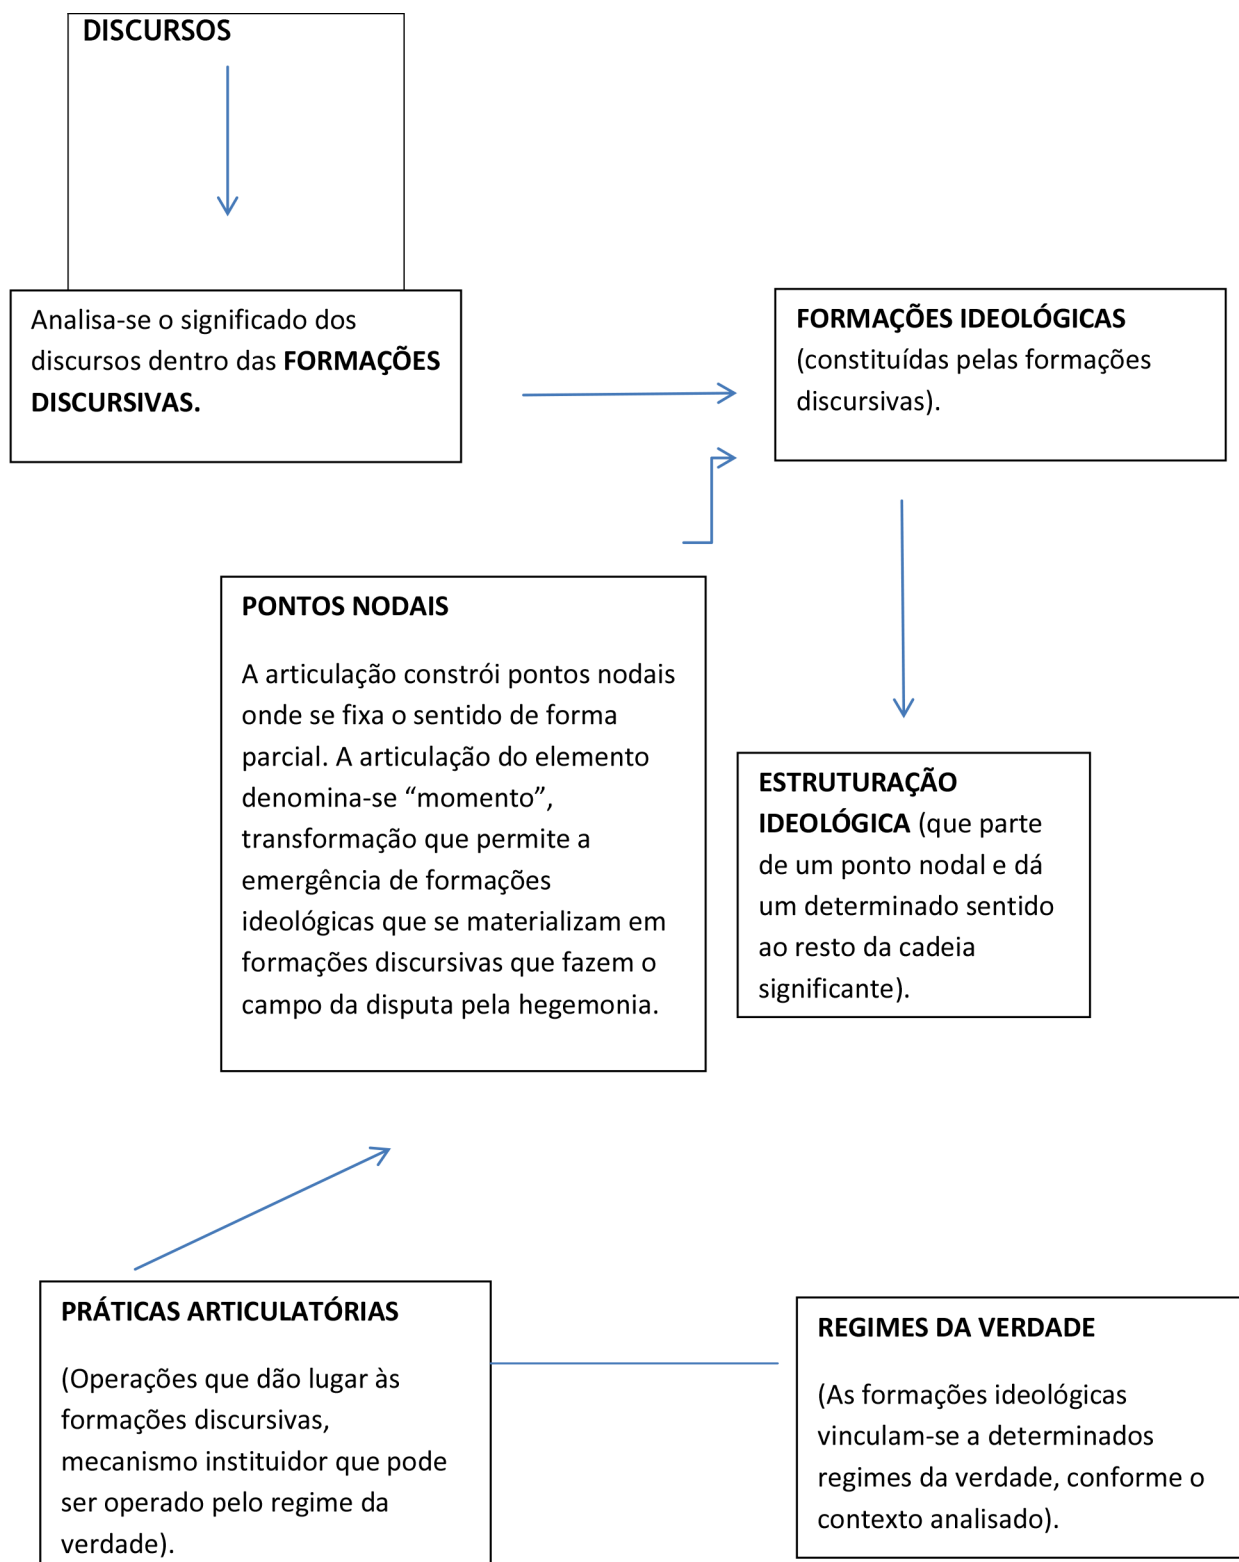 DISCURSOS
Analisa-se o significado dos
discursos dentro das FORMAÇÕES
DISCURSIVAS.
FORMAÇÕES IDEOLÓGICAS
(constituídas pelas formações
discursivas).
PONTOS NODAIS
A articulação constrói pontos nodais
onde se fixa o sentido de forma
parcial. A articulação do elemento
denomina-se “momento”,
transformação que permite a
emergência de formações
ideológicas que se materializam em
formações discursivas que fazem o
campo da disputa pela hegemonia.
ESTRUTURAÇÃO
IDEOLÓGICA (que parte
de um ponto nodal e dá
um determinado sentido
ao resto da cadeia
significante).
PRÁTICAS ARTICULATÓRIAS
(Operações que dão lugar às
formações discursivas,
mecanismo instituidor que pode
ser operado pelo regime da
verdade).
REGIMES DA VERDADE
(As formações ideológicas
vinculam-se a determinados
regimes da verdade, conforme o
contexto analisado).